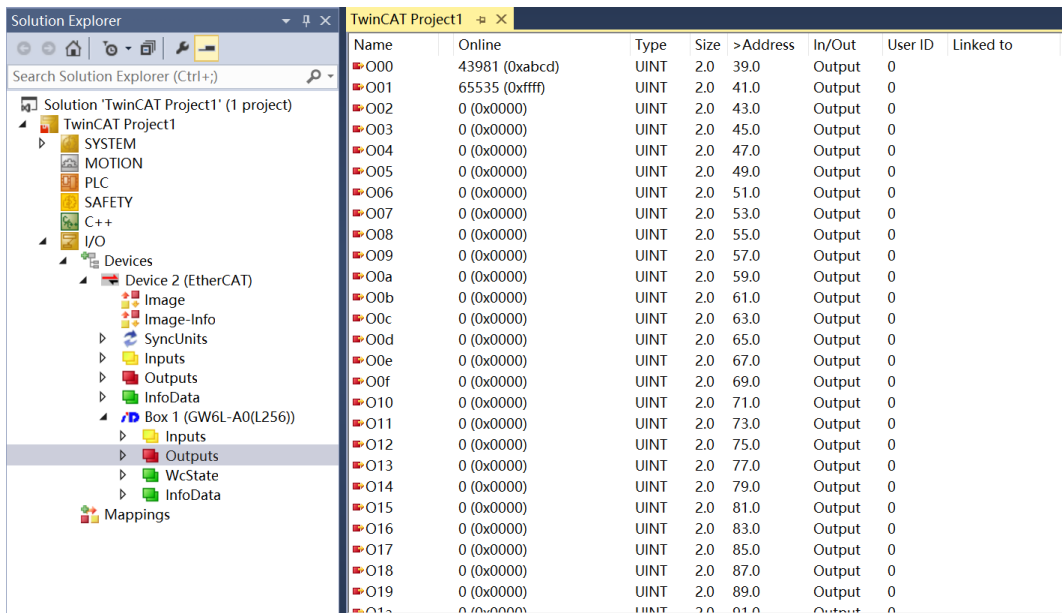 Solution Explorer
Search Solution Explorer (Ctrl+;)
Solution 'TwinCAT Project1' (1 project)
TwinCAT Project1
SYSTEM
MOTION
PLC
SAFETY
C++
I/O
Devices
Device 2 (EtherCAT)
Image
Image-Info
SyncUnits
Inputs
Outputs
InfoData
Box 1 (GW6L-A0(L256))
Inputs
Outputs
WcState
InfoData
Mappings
TwinCAT Project1
Name Online Type Size >Address In/Out User ID Linked to
O00 43981 (0xabcd) UINT 2.0 39.0 Output 0
O01 65535 (0xffff) UINT 2.0 41.0 Output 0
O02 0 (0x0000) UINT 2.0 43.0 Output 0
O03 0 (0x0000) UINT 2.0 45.0 Output 0
O04 0 (0x0000) UINT 2.0 47.0 Output 0
O05 0 (0x0000) UINT 2.0 49.0 Output 0
O06 0 (0x0000) UINT 2.0 51.0 Output 0
O07 0 (0x0000) UINT 2.0 53.0 Output 0
O08 0 (0x0000) UINT 2.0 55.0 Output 0
O09 0 (0x0000) UINT 2.0 57.0 Output 0
O0a 0 (0x0000) UINT 2.0 59.0 Output 0
O0b 0 (0x0000) UINT 2.0 61.0 Output 0
O0c 0 (0x0000) UINT 2.0 63.0 Output 0
O0d 0 (0x0000) UINT 2.0 65.0 Output 0
O0e 0 (0x0000) UINT 2.0 67.0 Output 0
O0f 0 (0x0000) UINT 2.0 69.0 Output 0
O10 0 (0x0000) UINT 2.0 71.0 Output 0
O11 0 (0x0000) UINT 2.0 73.0 Output 0
O12 0 (0x0000) UINT 2.0 75.0 Output 0
O13 0 (0x0000) UINT 2.0 77.0 Output 0
O14 0 (0x0000) UINT 2.0 79.0 Output 0
O15 0 (0x0000) UINT 2.0 81.0 Output 0
O16 0 (0x0000) UINT 2.0 83.0 Output 0
O17 0 (0x0000) UINT 2.0 85.0 Output 0
O18 0 (0x0000) UINT 2.0 87.0 Output 0
O19 0 (0x0000) UINT 2.0 89.0 Output 0
O1a 0 (0x0000) UINT 2.0 91.0 Output 0